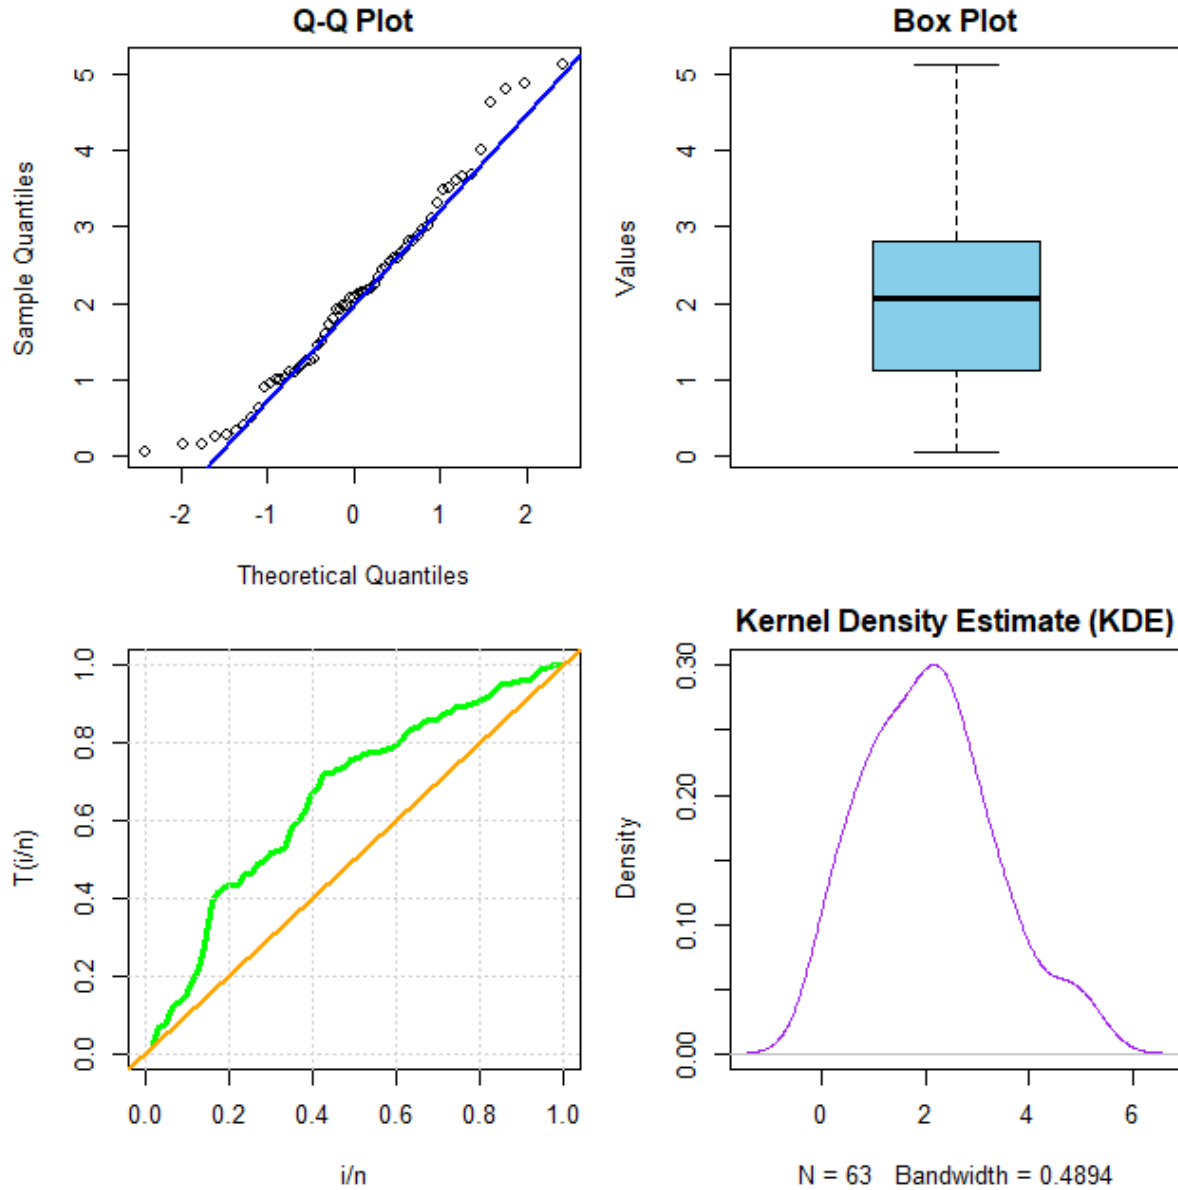 Q-Q Plot
Sample Quantiles
0 1 2 3 4 5
-2 -1 0 1 2
Theoretical Quantiles
Box Plot
Values
0 1 2 3 4 5
T(i/n)
0.0 0.2 0.4 0.6 0.8 1.0
0.0 0.2 0.4 0.6 0.8 1.0
i/n
Kernel Density Estimate (KDE)
Density
0.00 0.10 0.20 0.30
0 2 4 6
N = 63 Bandwidth = 0.4894